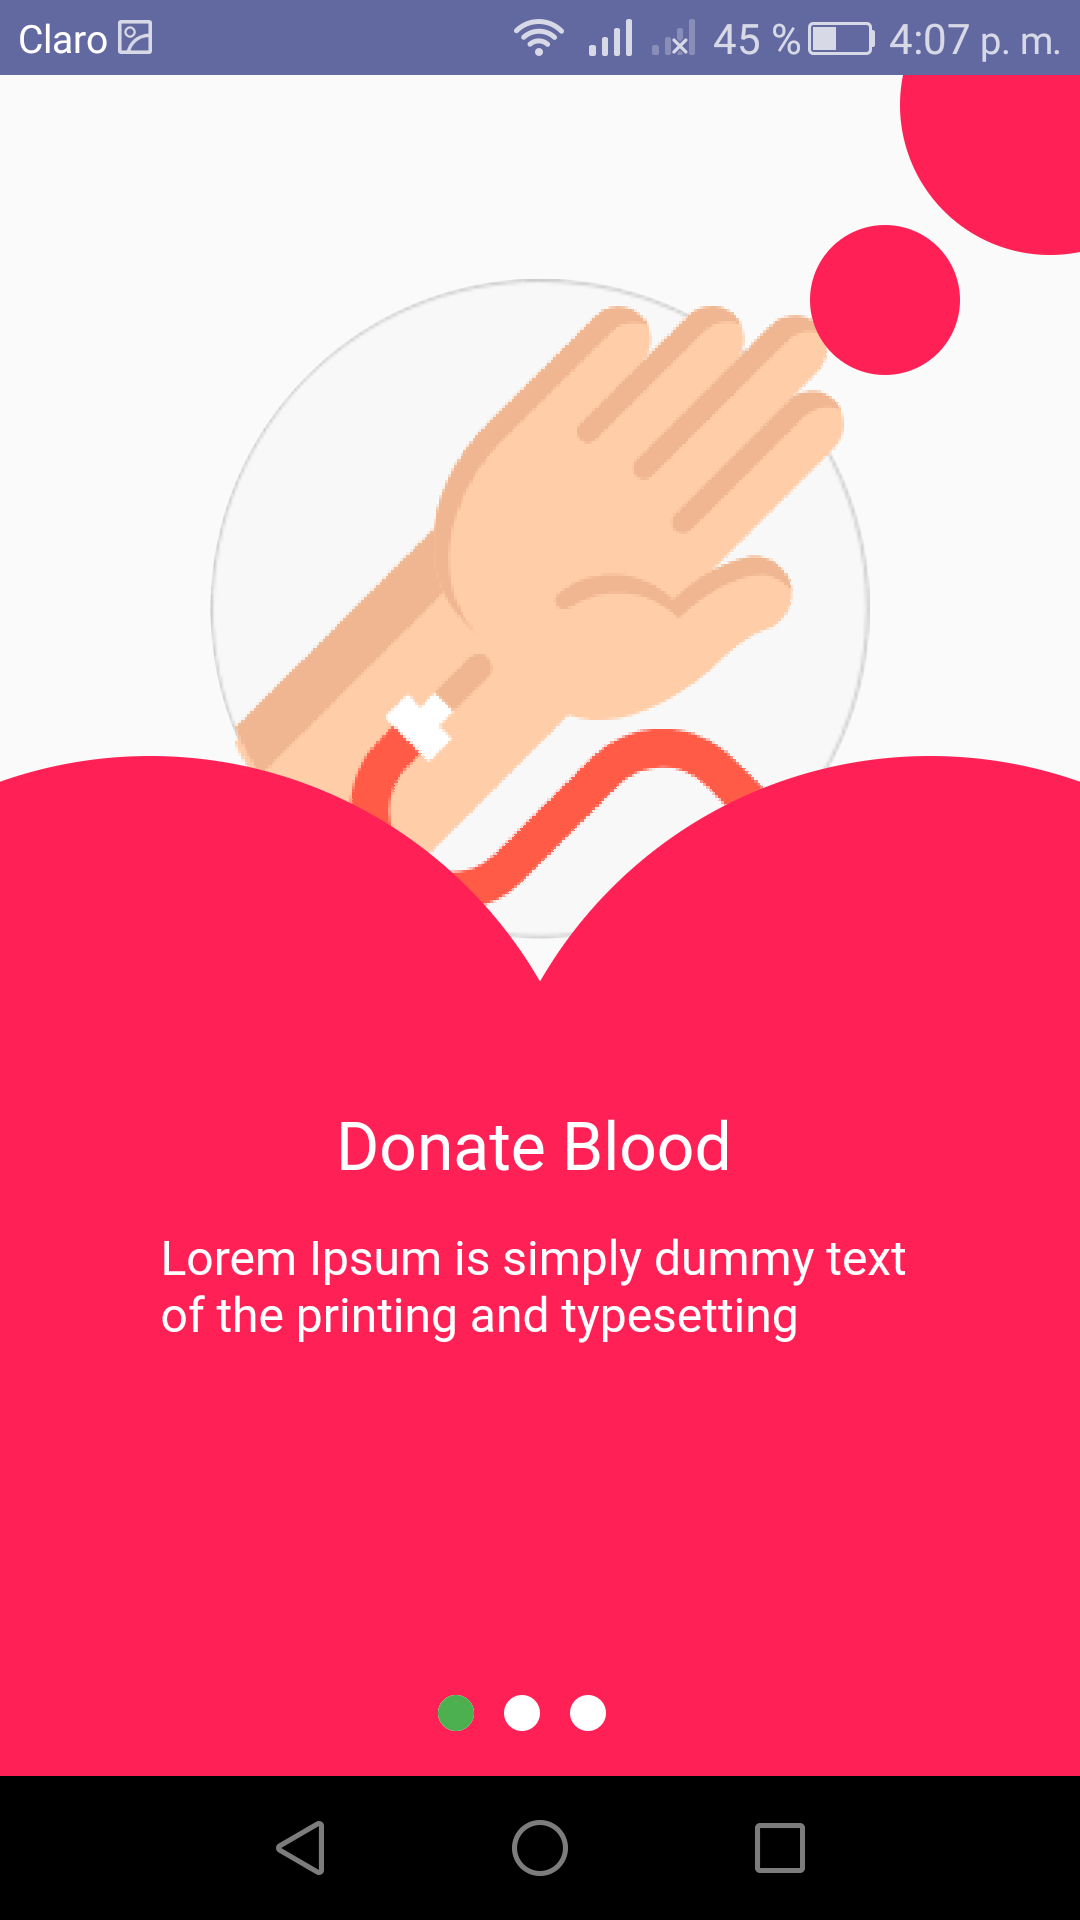 Claro 45 % 4:07 p. m.
Donate Blood
Lorem Ipsum is simply dummy text
of the printing and typesetting